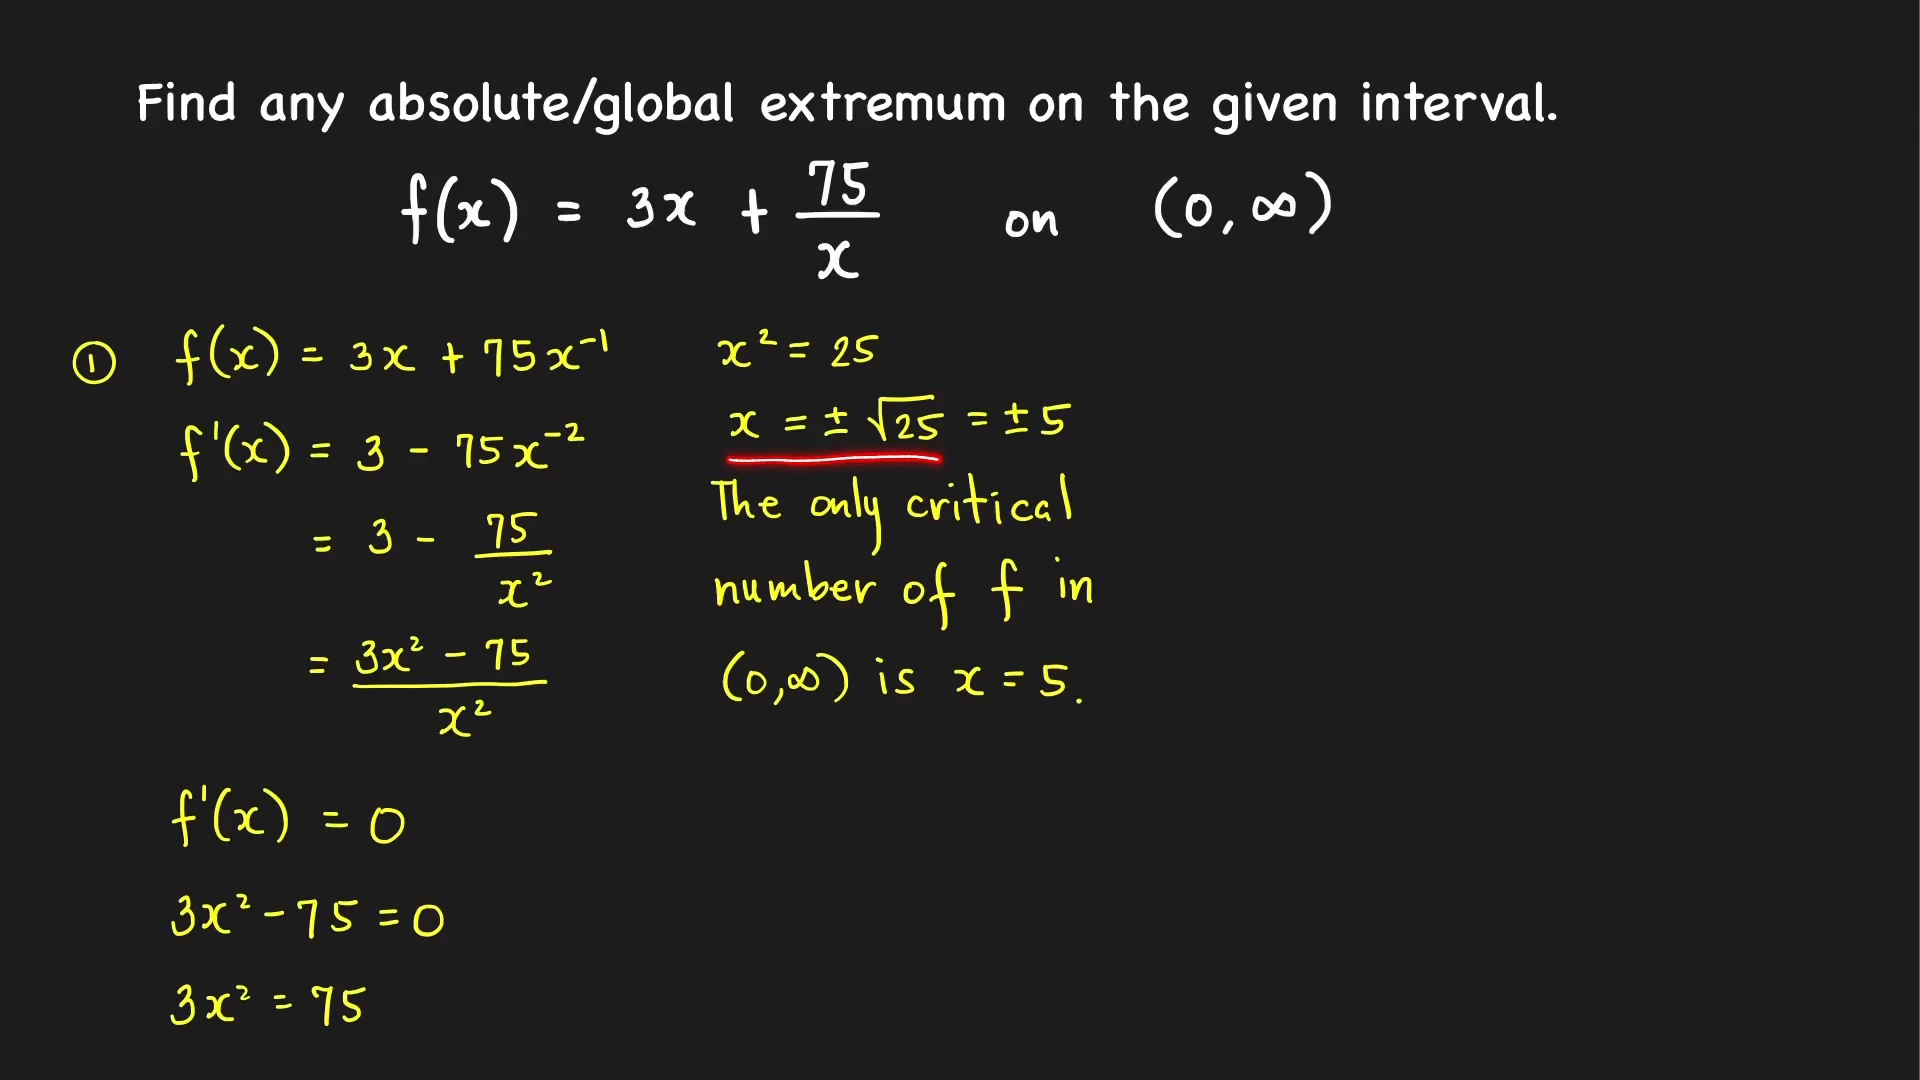 Find any absolute/global extremum on the given interval.
f(x) = 3x + 75/x on (0, ∞)
① f(x) = 3x + 75x⁻¹
f'(x) = 3 - 75x⁻²
= 3 - 75/x²
= (3x² - 75)/x²
f'(x) = 0
3x² - 75 = 0
3x² = 75
x² = 25
x = ± √25 = ± 5
The only critical
number of f in
(0,∞) is x = 5.